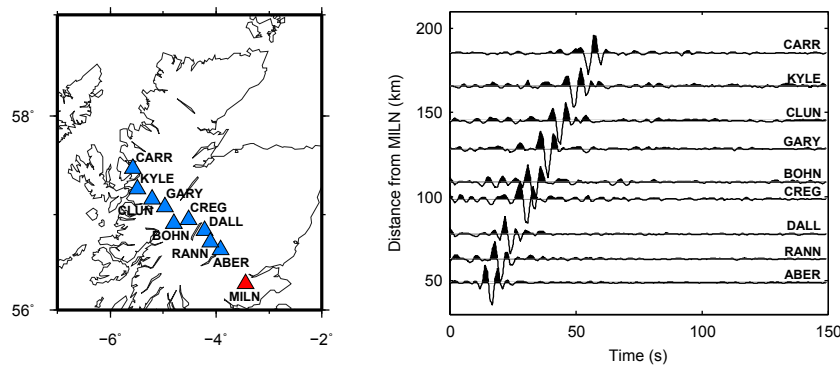 58˚
56˚
−6˚
−4˚
−2˚
CARR
KYLE
GARY
CLUN
CREG
DALL
BOHN
RANN
ABER
MILN
Distance from MILN (km)
200
150
100
50
CARR
KYLE
CLUN
GARY
BOHN
CREG
DALL
RANN
ABER
0
50
100
150
Time (s)